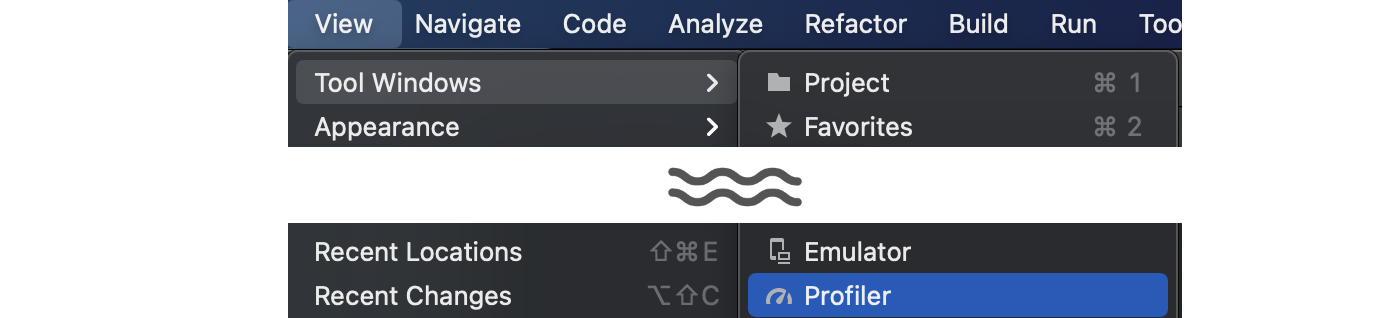 View Navigate Code Analyze Refactor Build Run Too
Tool Windows > Project ⌘ 1
Appearance > Favorites ⌘ 2
Recent Locations ⇧⌘E Emulator
Recent Changes ⌥⇧C Profiler